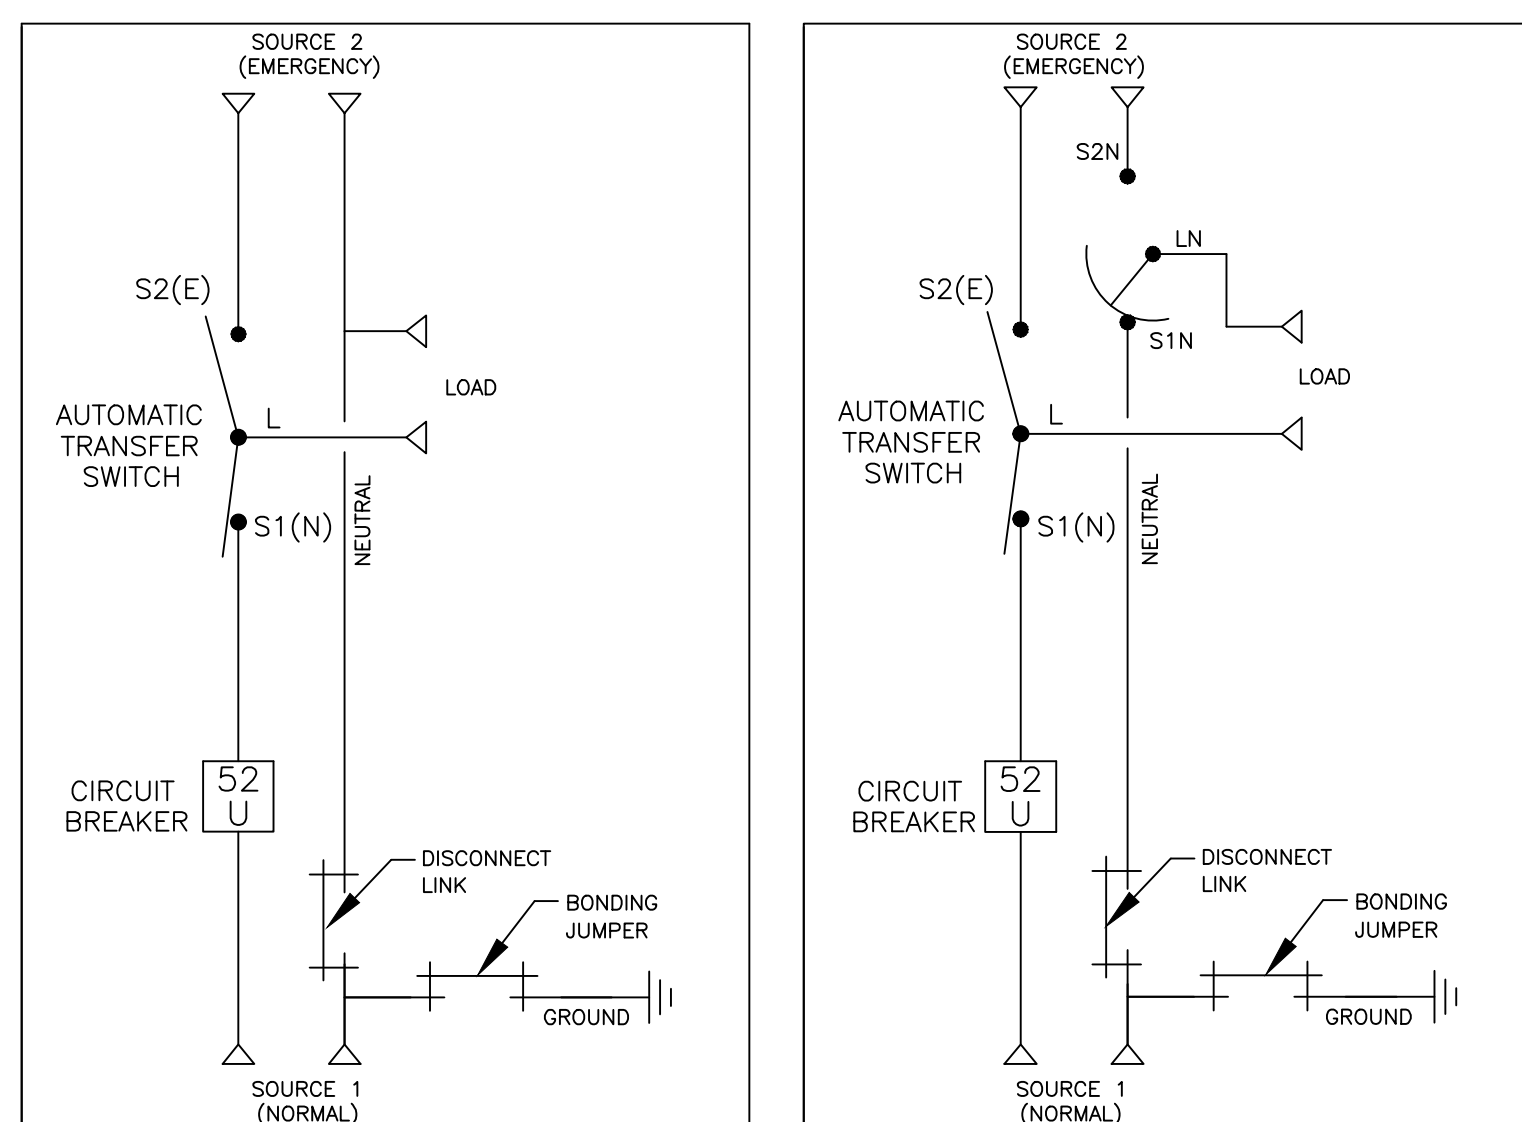 SOURCE 2
(EMERGENCY)
S2(E)
LOAD
AUTOMATIC
TRANSFER
SWITCH
L
S1(N)
NEUTRAL
CIRCUIT
BREAKER
52
U
DISCONNECT
LINK
BONDING
JUMPER
GROUND
SOURCE 1
(NORMAL)
SOURCE 2
(EMERGENCY)
S2N
LN
S2(E)
S1N
LOAD
AUTOMATIC
TRANSFER
SWITCH
L
S1(N)
NEUTRAL
CIRCUIT
BREAKER
52
U
DISCONNECT
LINK
BONDING
JUMPER
GROUND
SOURCE 1
(NORMAL)